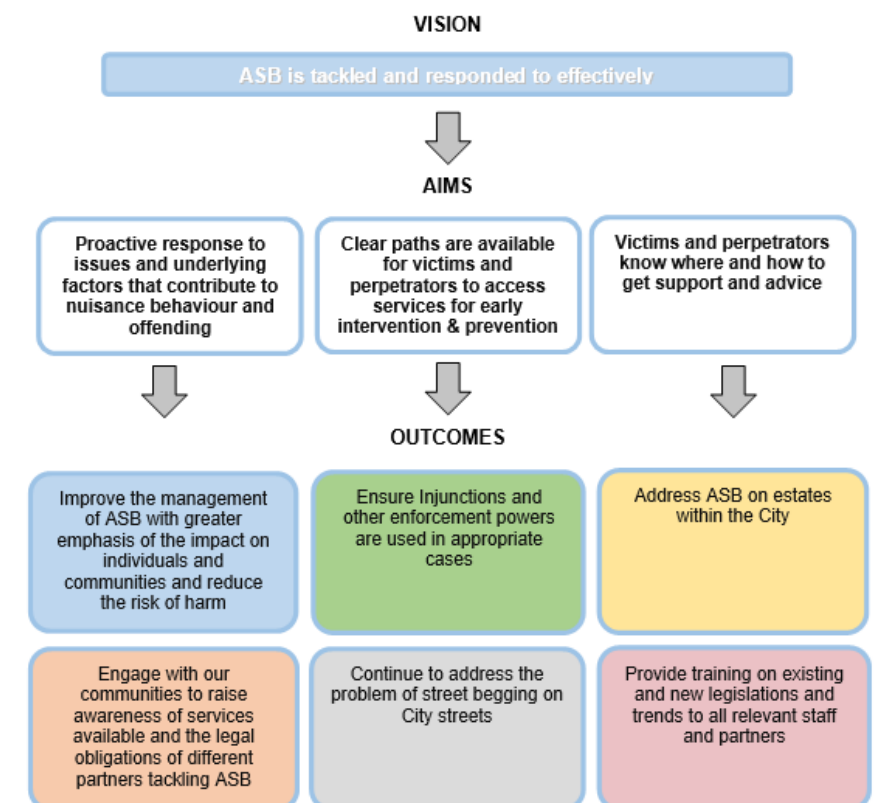 VISION
ASB is tackled and responded to effectively
AIMS
Proactive response to
issues and underlying
factors that contribute to
nuisance behaviour and
offending
Clear paths are available
for victims and
perpetrators to access
services for early
intervention & prevention
Victims and perpetrators
know where and how to
get support and advice
OUTCOMES
Improve the management
of ASB with greater
emphasis of the impact on
individuals and
communities and reduce
the risk of harm
Ensure Injunctions and
other enforcement powers
are used in appropriate
cases
Address ASB on estates
within the City
Engage with our
communities to raise
awareness of services
available and the legal
obligations of different
partners tackling ASB
Continue to address the
problem of street begging on
City streets
Provide training on existing
and new legislations and
trends to all relevant staff
and partners